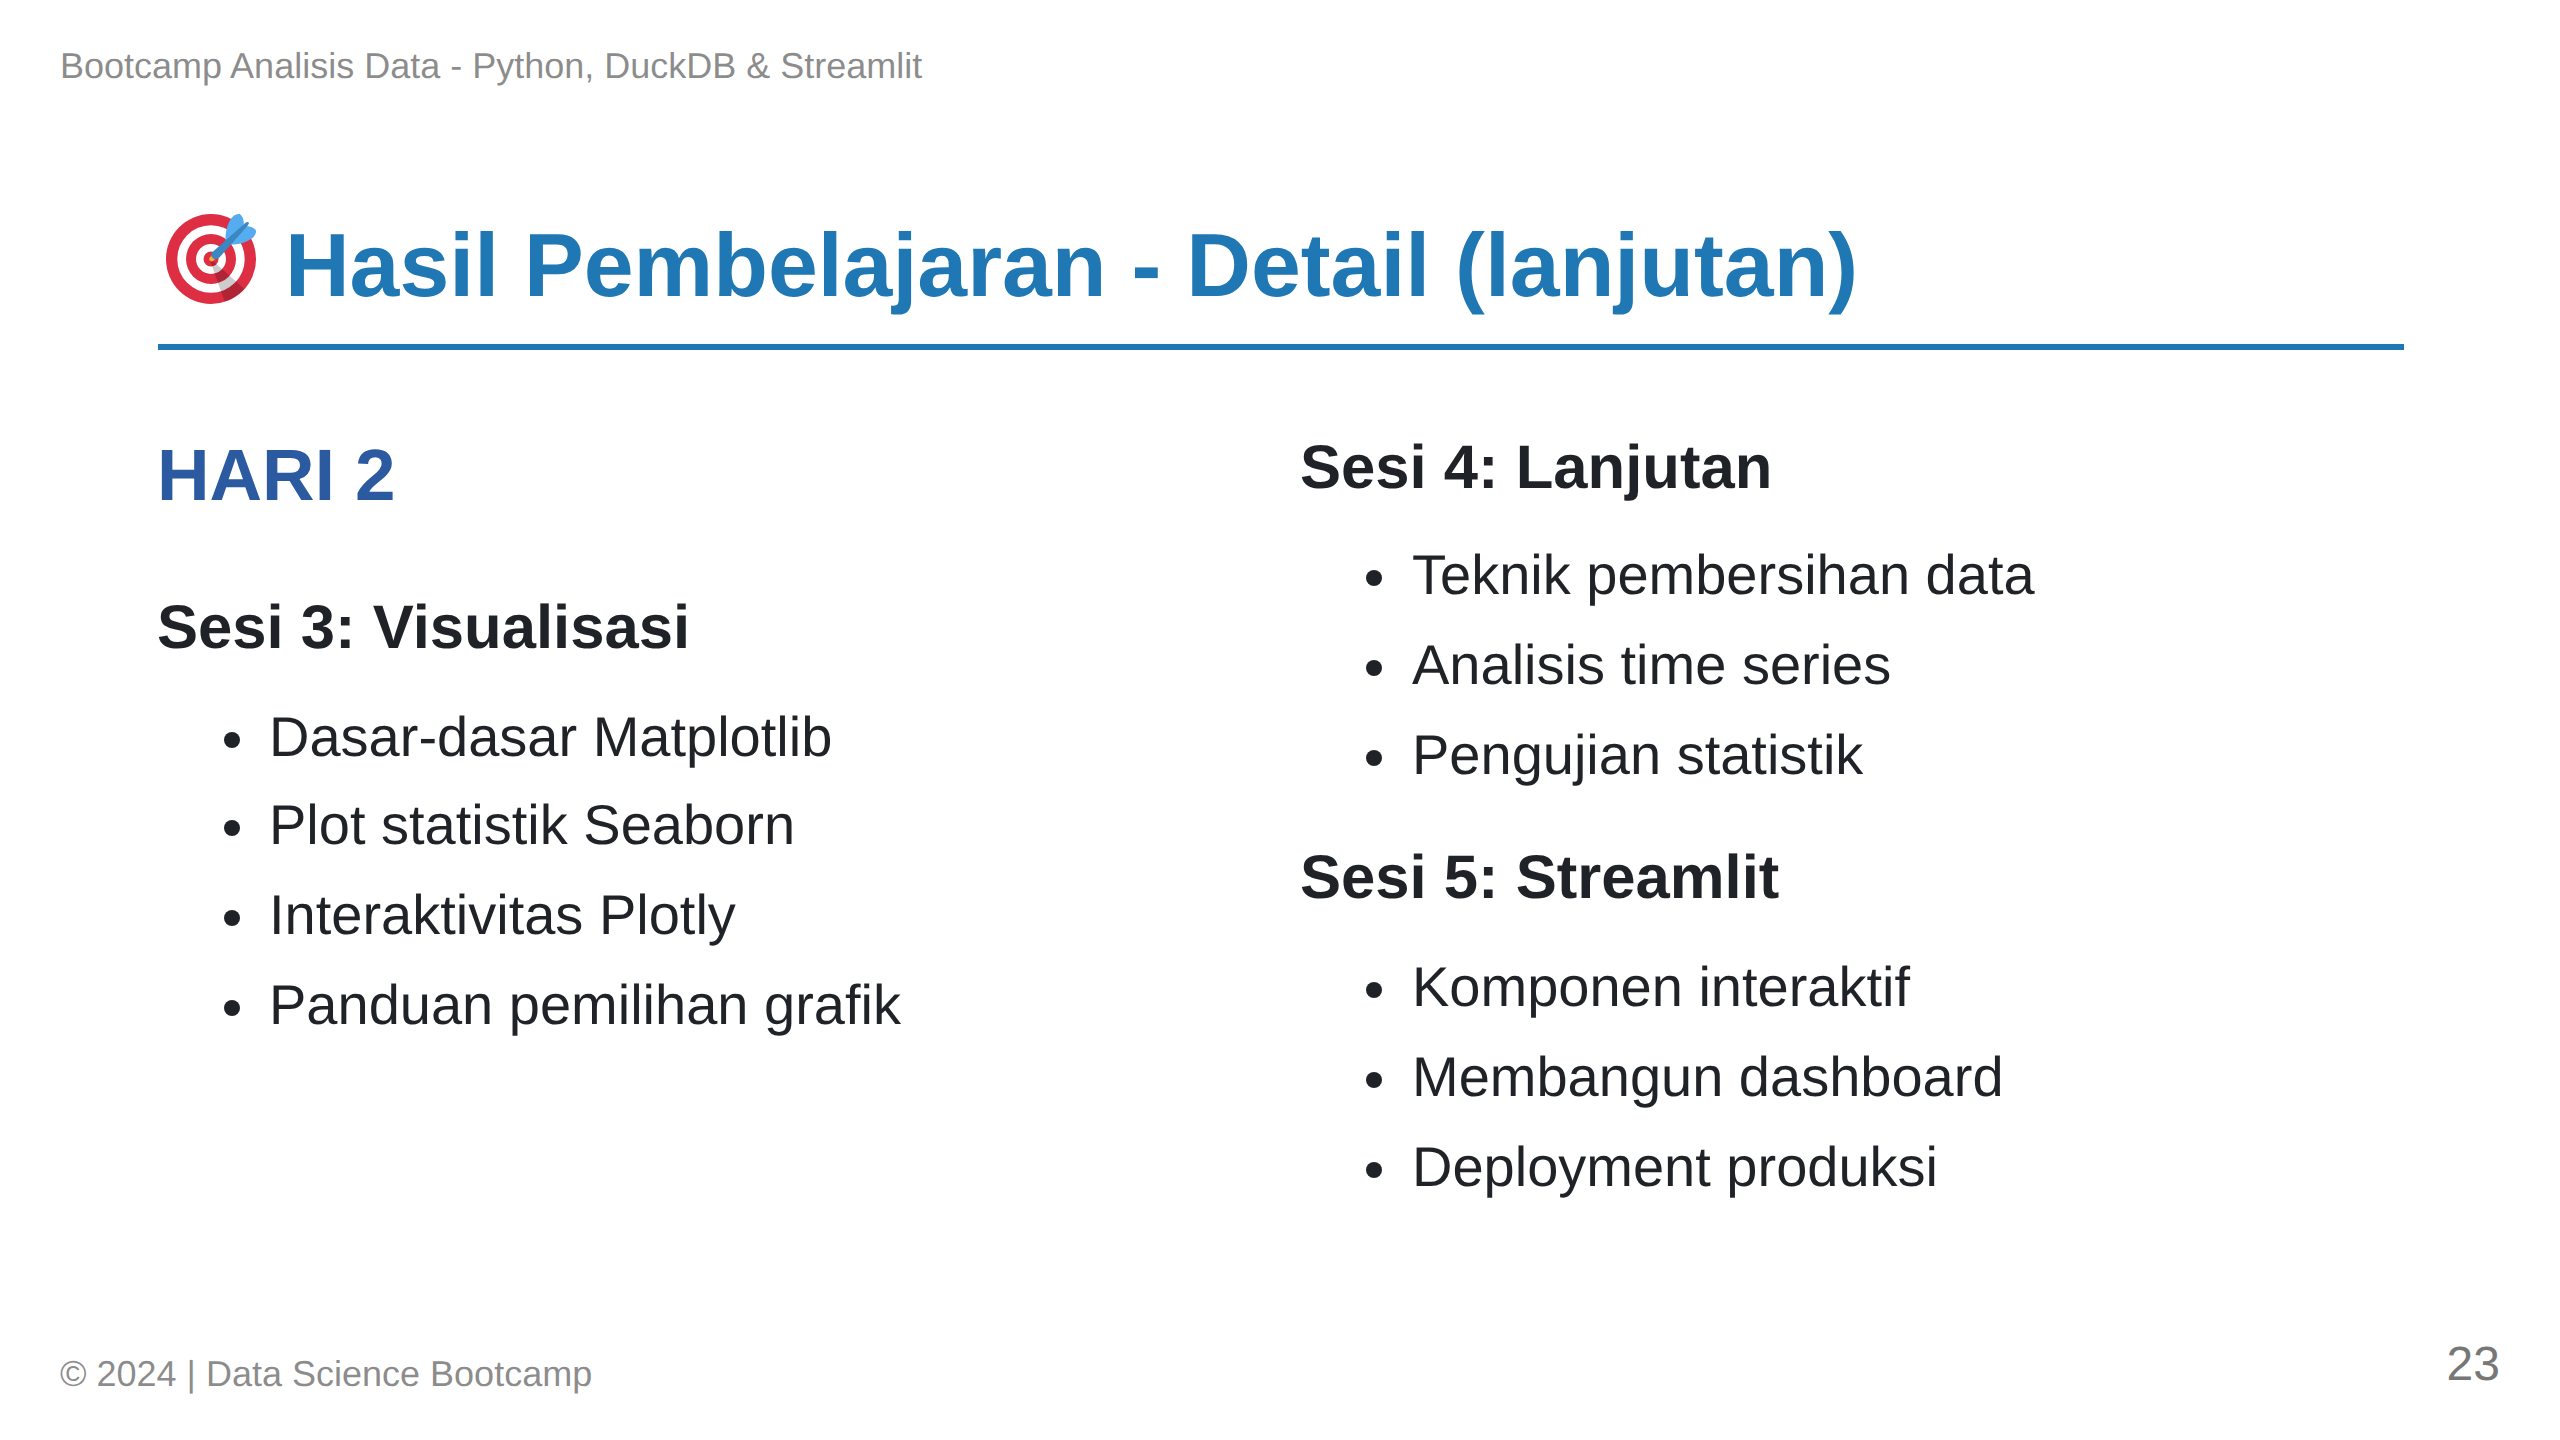 Bootcamp Analisis Data - Python, DuckDB & Streamlit
Hasil Pembelajaran - Detail (lanjutan)
HARI 2
Sesi 3: Visualisasi
• Dasar-dasar Matplotlib
• Plot statistik Seaborn
• Interaktivitas Plotly
• Panduan pemilihan grafik
Sesi 4: Lanjutan
• Teknik pembersihan data
• Analisis time series
• Pengujian statistik
Sesi 5: Streamlit
• Komponen interaktif
• Membangun dashboard
• Deployment produksi
© 2024 | Data Science Bootcamp
23